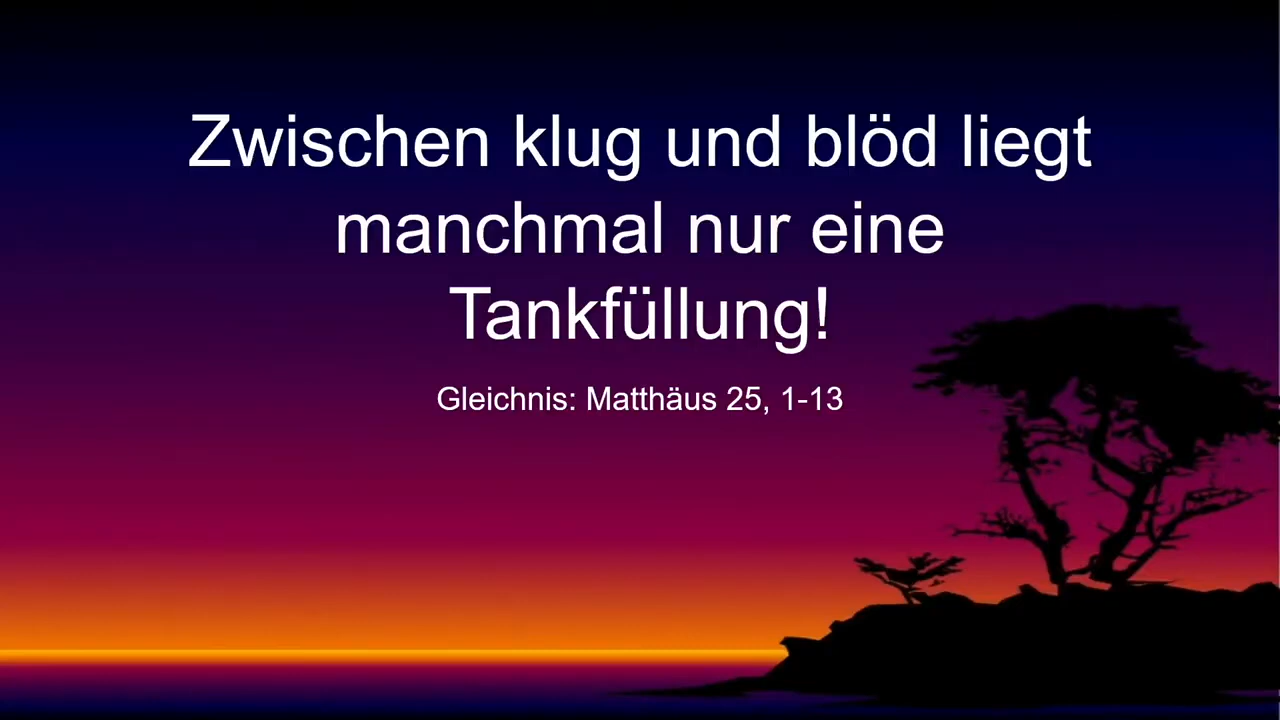 Zwischen klug und blöd liegt
manchmal nur eine
Tankfüllung!
Gleichnis: Matthäus 25, 1-13